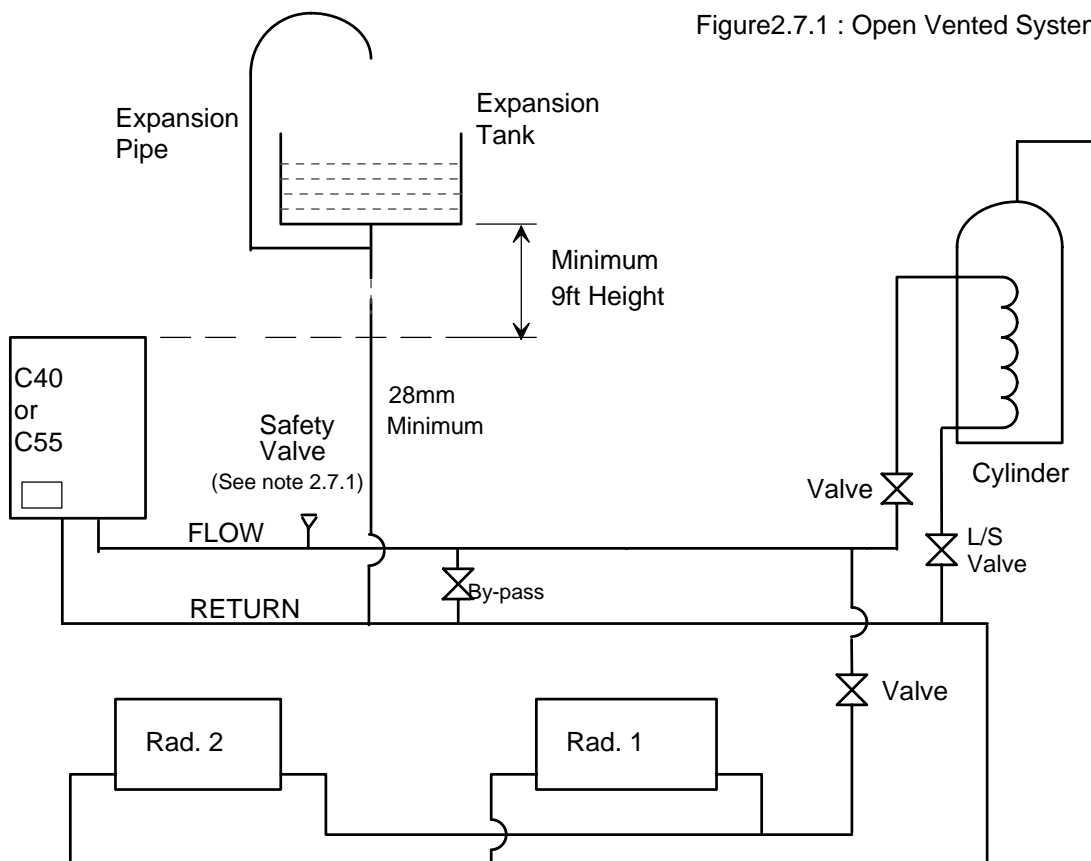 Figure2.7.1 : Open Vented System
Expansion
Pipe
Expansion
Tank
Minimum
9ft Height
C40
or
C55
28mm
Minimum
Safety
Valve
(See note 2.7.1)
Valve
Cylinder
FLOW
L/S
Valve
By-pass
RETURN
Valve
Rad. 2
Rad. 1